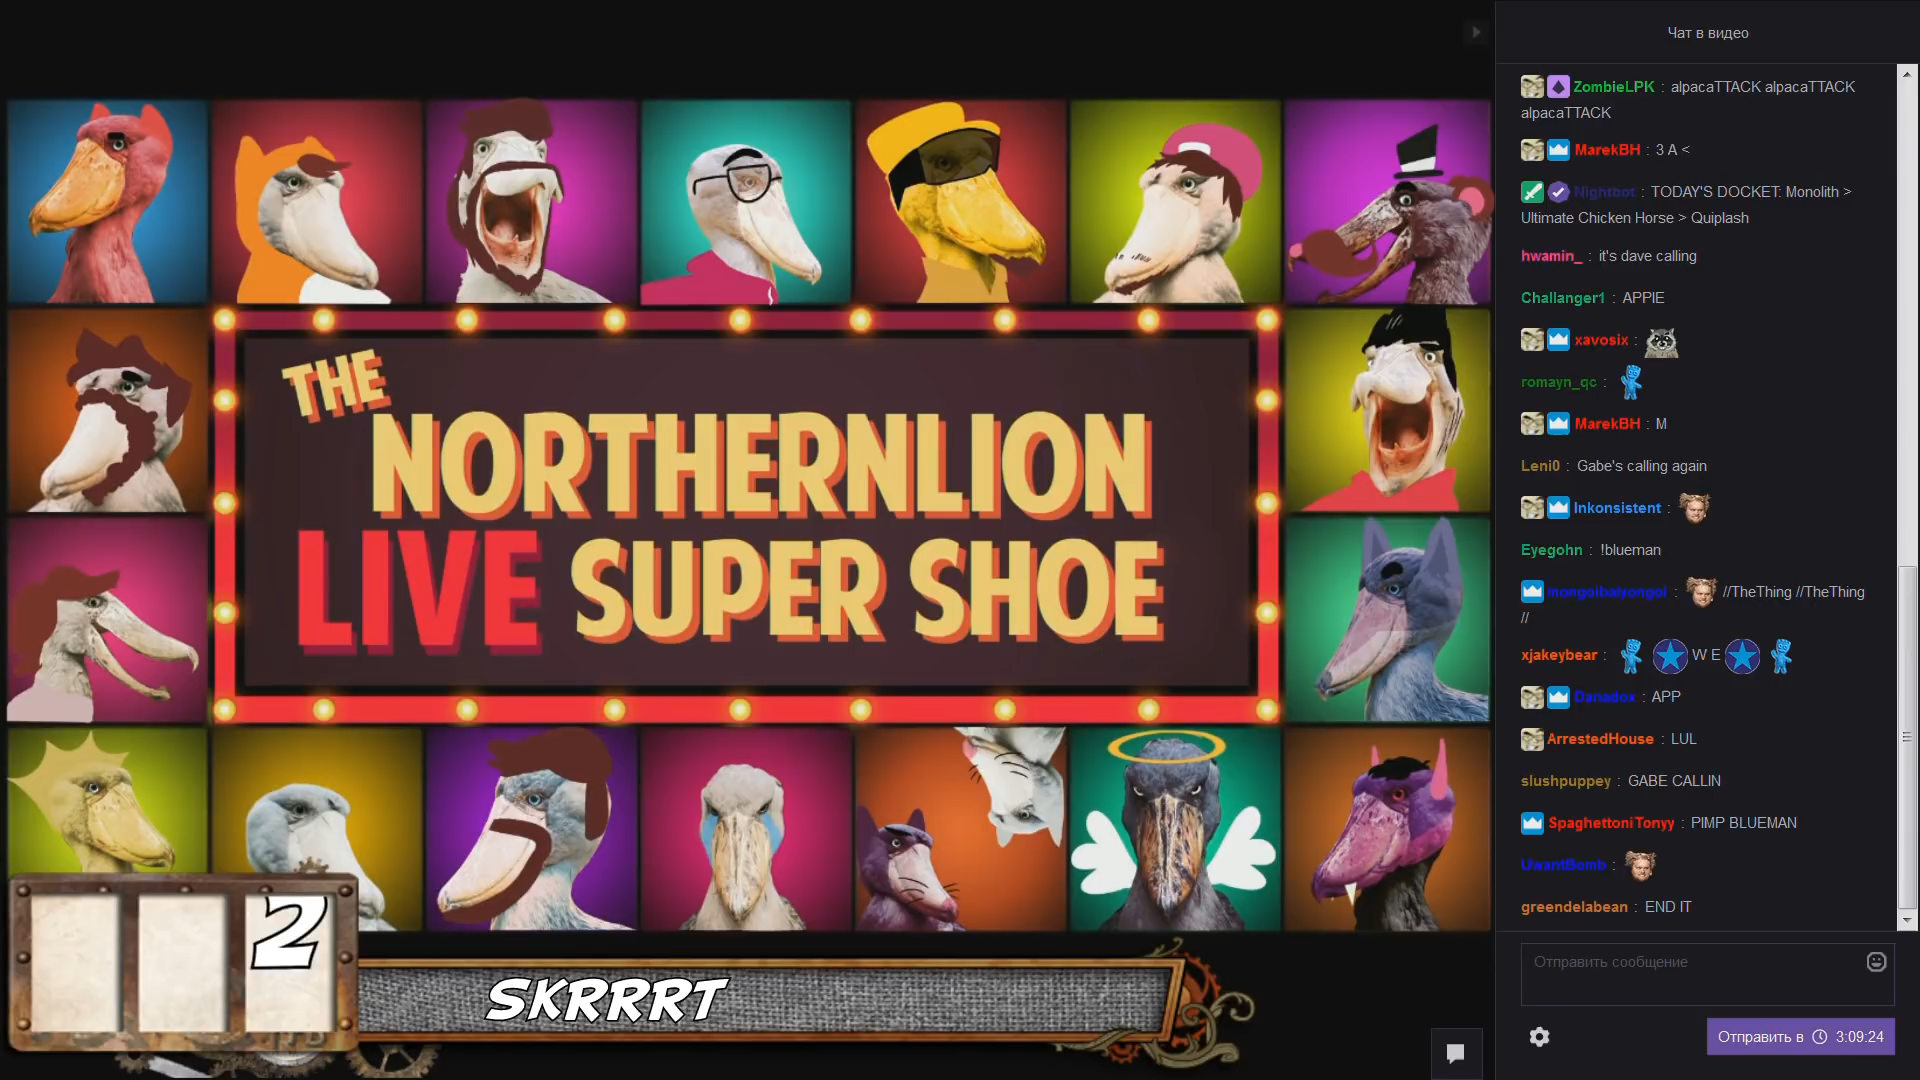 THE
NORTHERNLION
LIVE SUPER SHOE
2
SKRRRT
Чат в видео
ZombieLPK : alpacaTTACK alpacaTTACK
alpacaTTACK
MarekBH : 3 A <
Nightbot : TODAY'S DOCKET: Monolith >
Ultimate Chicken Horse > Quiplash
hwamin_ : it's dave calling
Challanger1 : APPIE
xavosix :
romayn_qc :
MarekBH : M
Leni0 : Gabe's calling again
Inkonsistent :
Eyegohn : !blueman
mongolbalyongol : //TheThing //TheThing
//
xjakeybear : W E
Danadox : APP
ArrestedHouse : LUL
slushpuppey : GABE CALLIN
SpaghettoniTonyy : PIMP BLUEMAN
UwantBomb :
greendelabean : END IT
Отправить сообщение
Отправить в 3:09:24